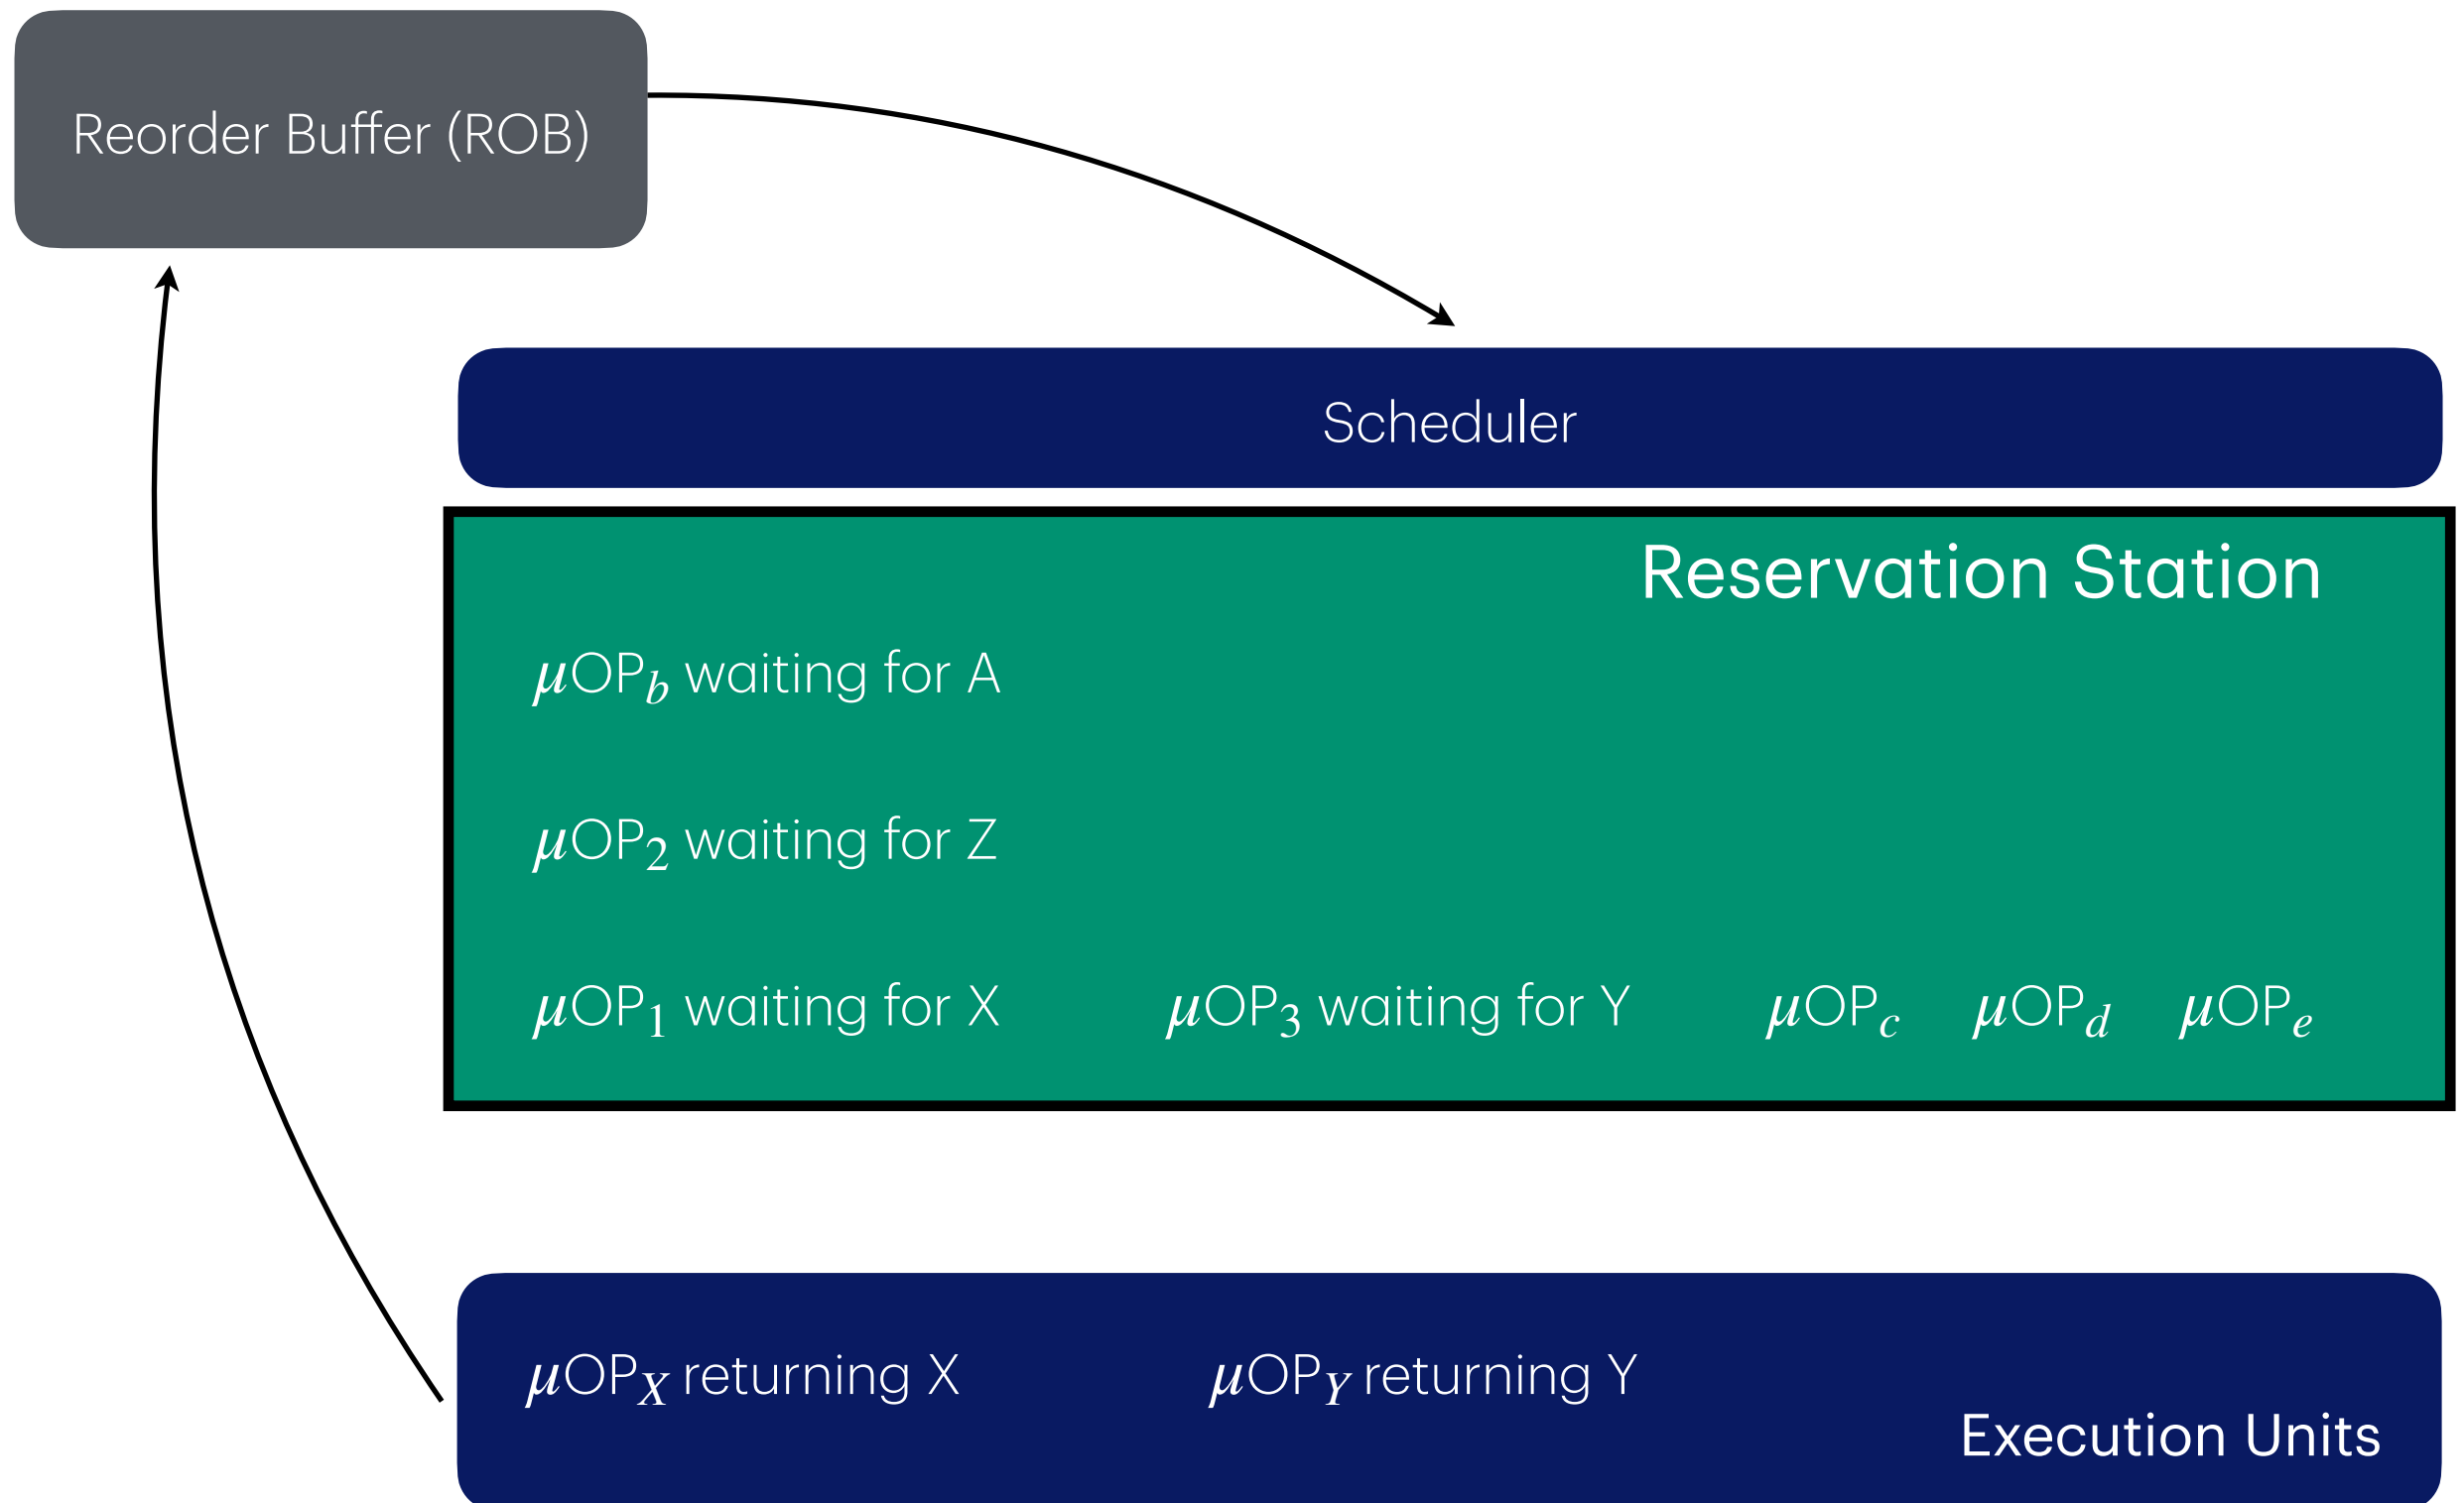 Reorder Buffer (ROB)
Scheduler
Reservation Station
𝜇OP_b waiting for A
𝜇OP_2 waiting for Z
𝜇OP_1 waiting for X
𝜇OP_3 waiting for Y
𝜇OP_c
𝜇OP_a
𝜇OP_e
𝜇OP_X returning X
𝜇OP_Y returning Y
Execution Units